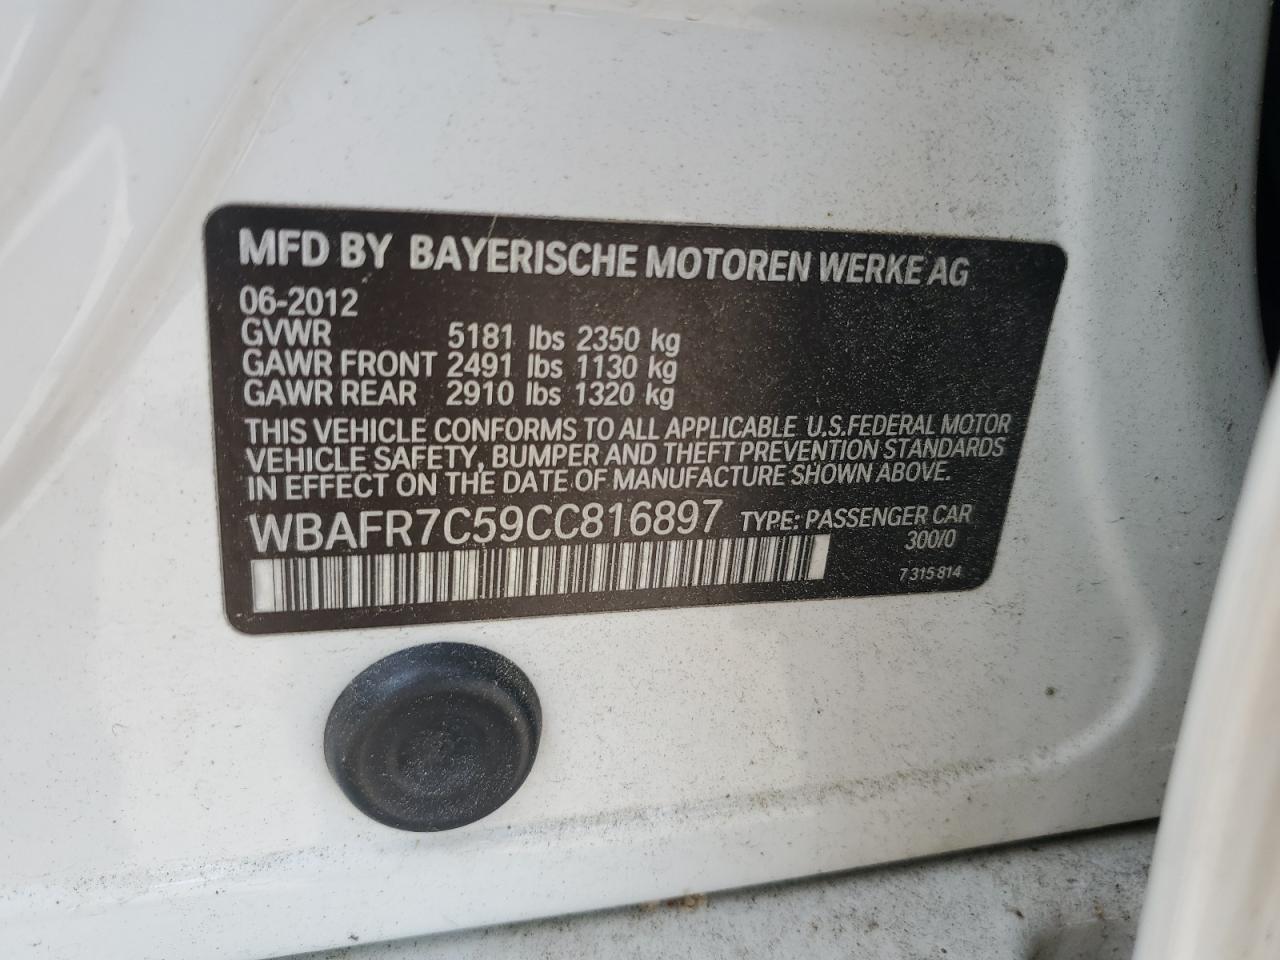 MFD BY BAYERISCHE MOTOREN WERKE AG
06-2012
GVWR 5181 lbs 2350 kg
GAWR FRONT 2491 lbs 1130 kg
GAWR REAR 2910 lbs 1320 kg
THIS VEHICLE CONFORMS TO ALL APPLICABLE U.S.FEDERAL MOTOR
VEHICLE SAFETY, BUMPER AND THEFT PREVENTION STANDARDS
IN EFFECT ON THE DATE OF MANUFACTURE SHOWN ABOVE.
WBAFR7C59CC816897 TYPE: PASSENGER CAR
300/0
7 315 814